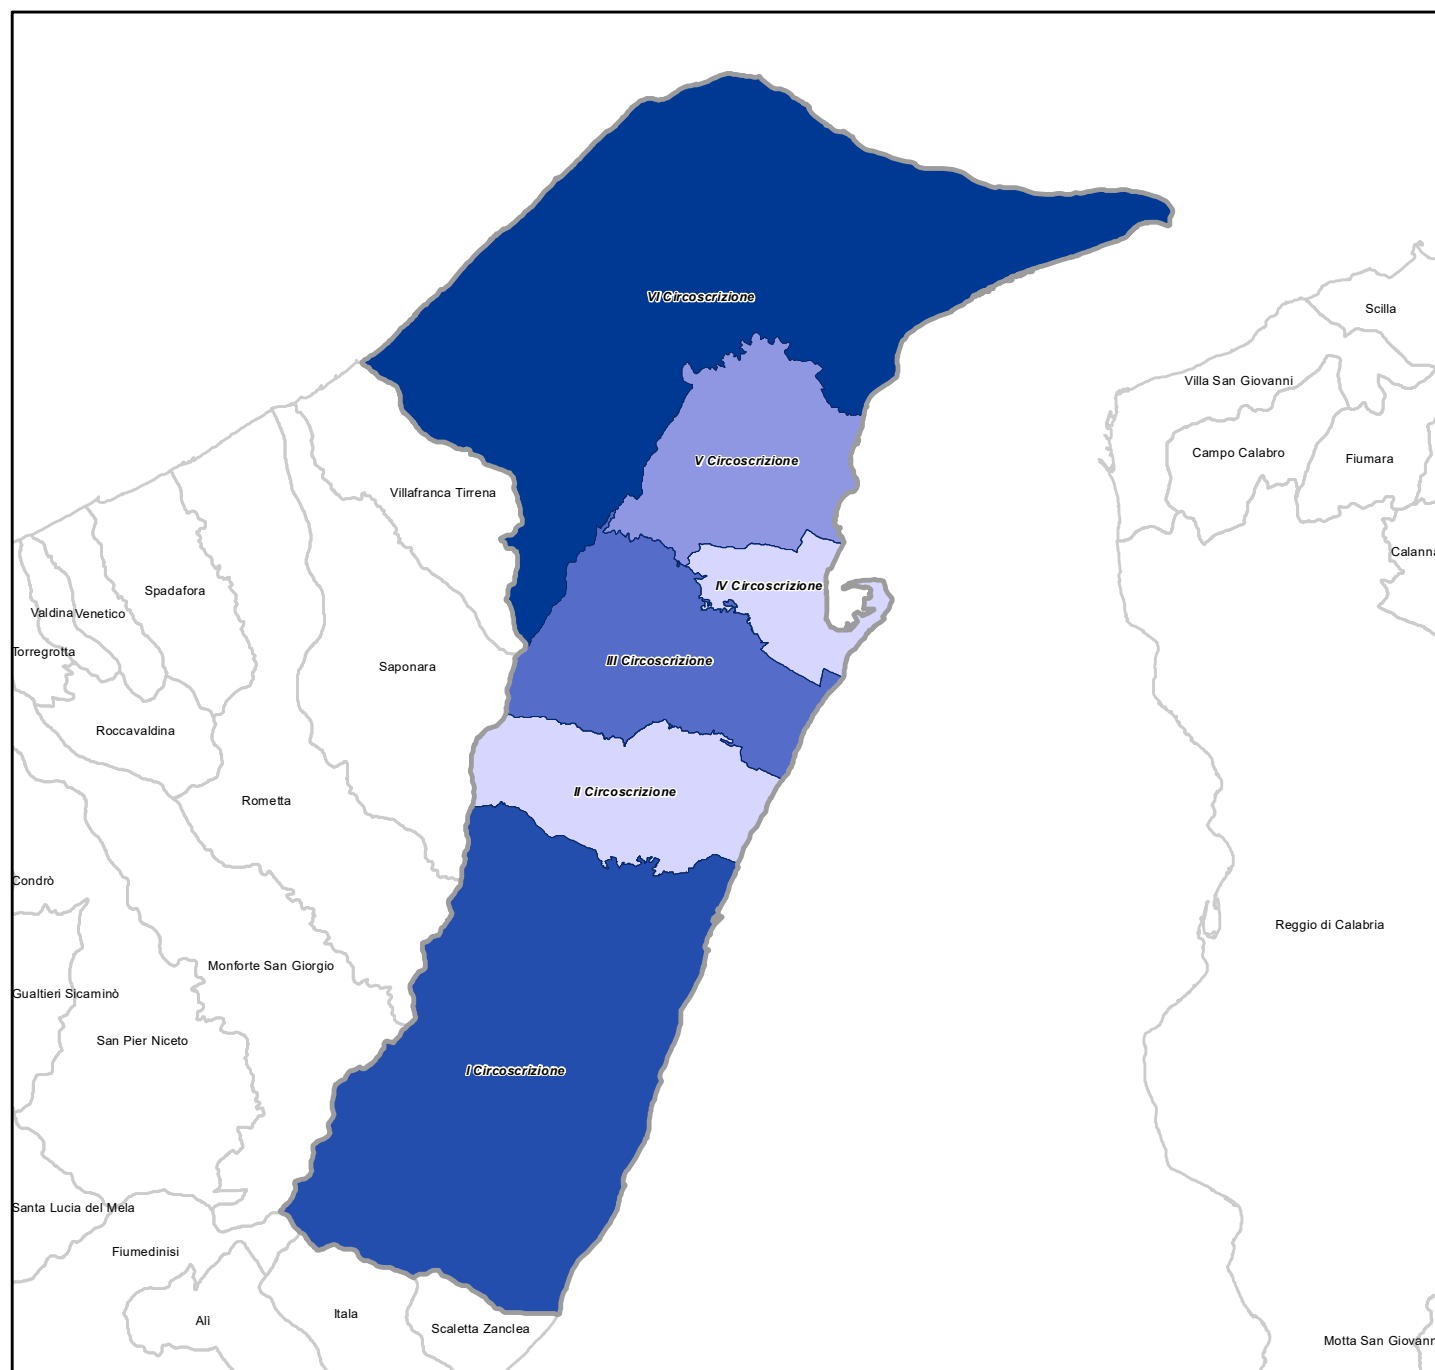 VI Circoscrizione
Scilla
Villa San Giovanni
V Circoscrizione
Campo Calabro
Fiumara
Villafranca Tirrena
Calanna
IV Circoscrizione
Spadafora
Valdina
Venetico
Torregrotta
III Circoscrizione
Saponara
Roccavaldina
II Circoscrizione
Rometta
Condrò
Reggio di Calabria
Monforte San Giorgio
Gualtieri Sicaminò
San Pier Niceto
I Circoscrizione
Santa Lucia del Mela
Fiumedinisi
Itala
Alì
Scaletta Zanclea
Motta San Giovann